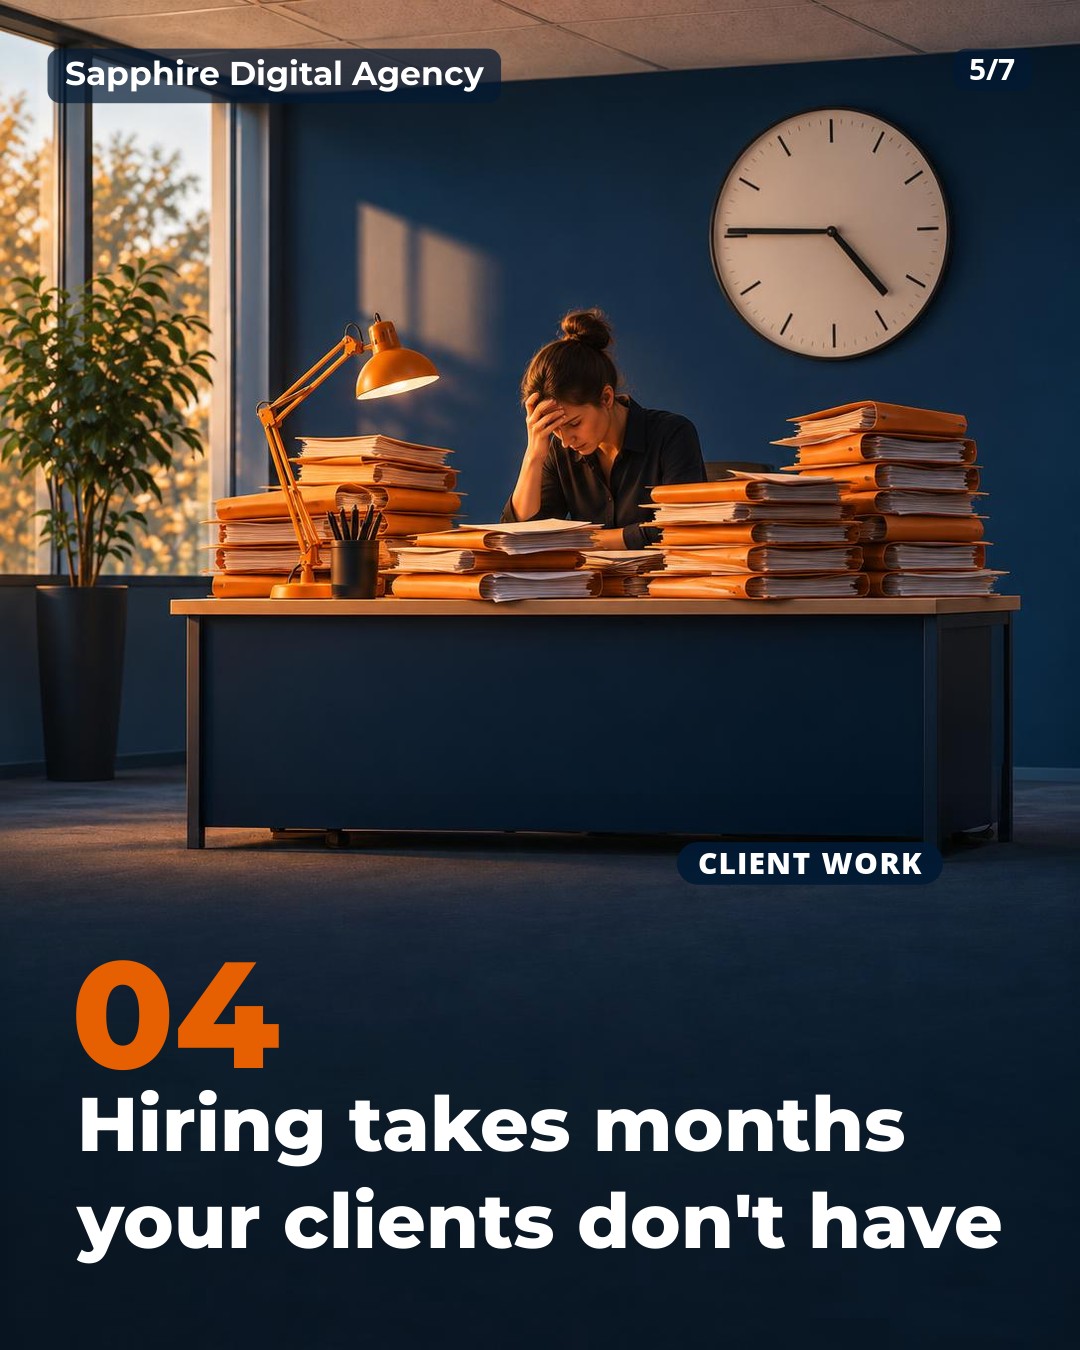 Sapphire Digital Agency
5/7
CLIENT WORK
04
Hiring takes months
your clients don't have